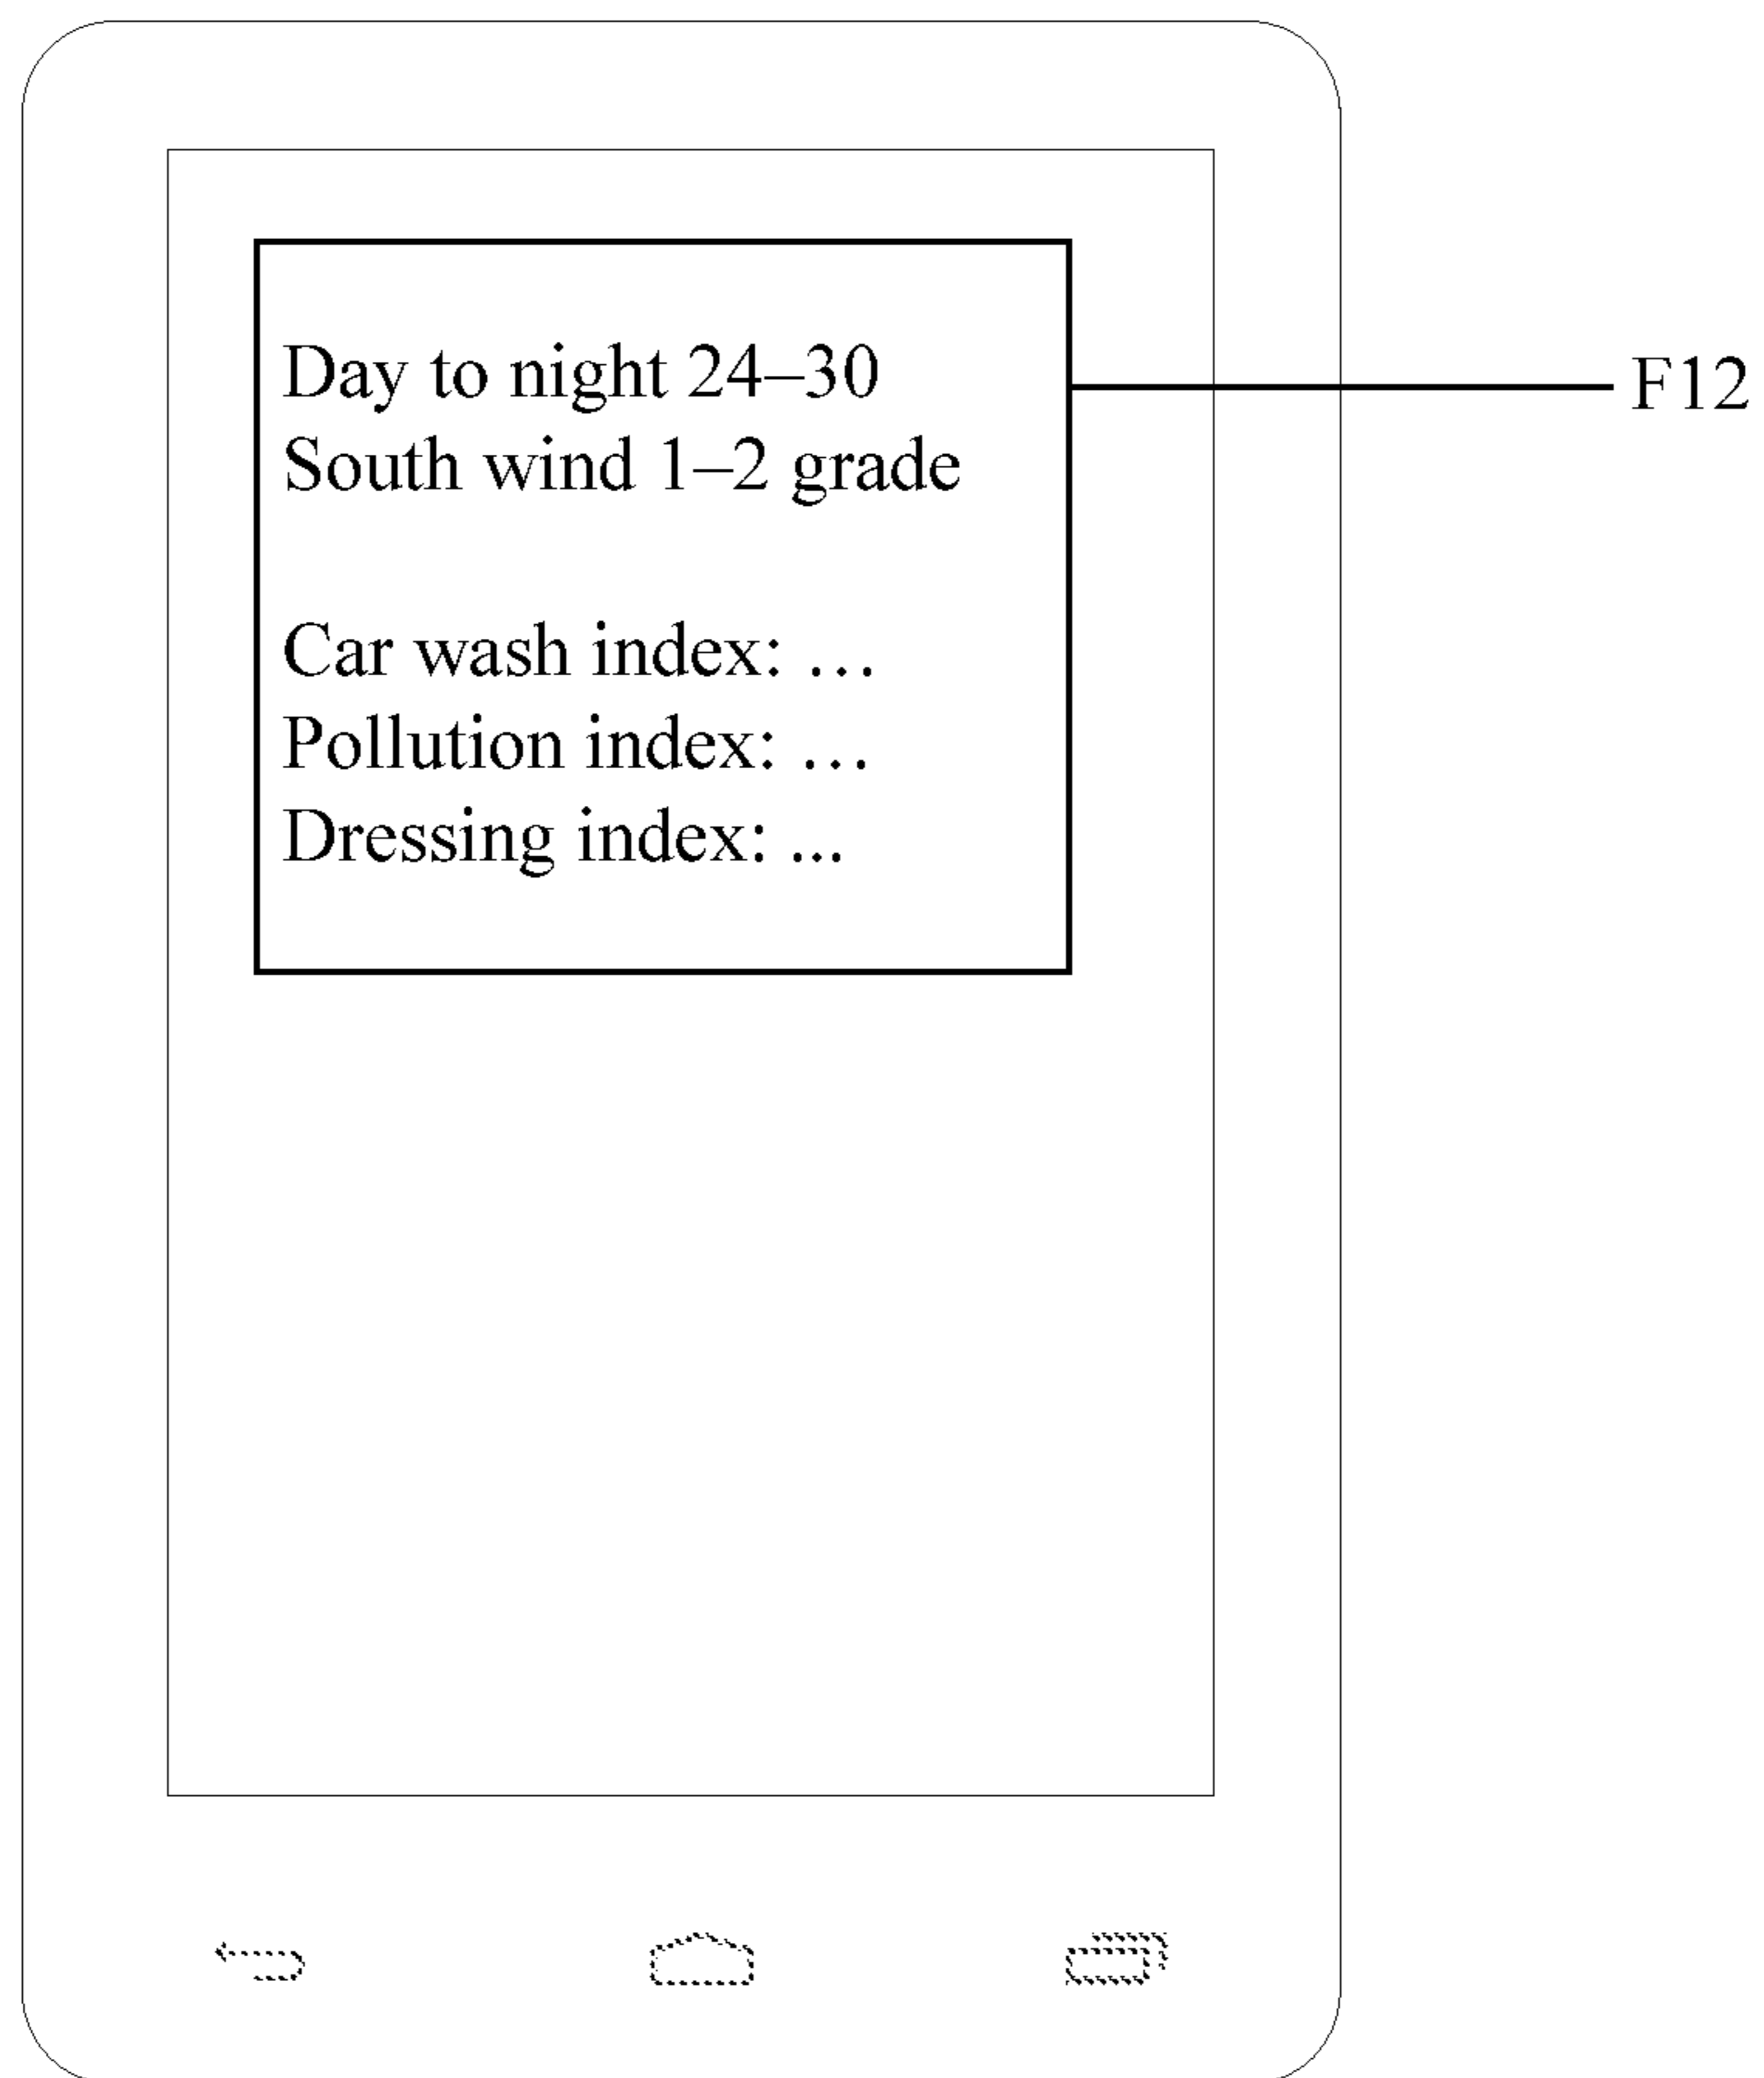 Day to night 24–30
F12
South wind 1–2 grade
Car wash index: ...
Pollution index: ...
Dressing index: ...